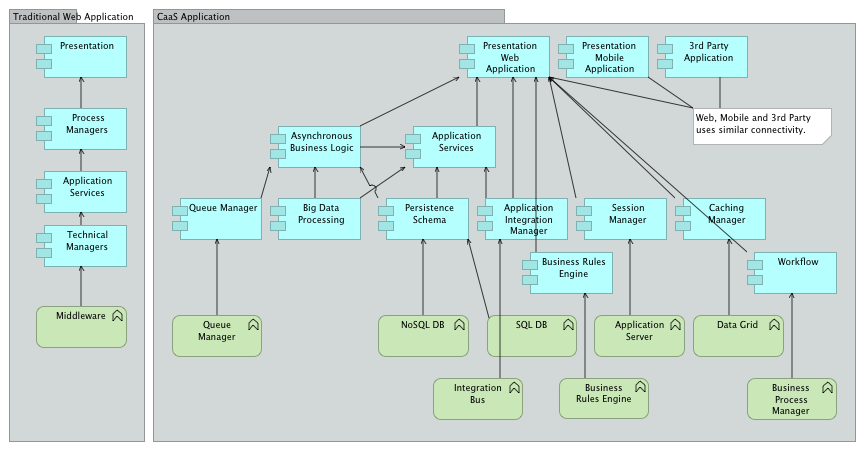 Traditional Web Application
CaaS Application
Presentation
Process
Managers
Application
Services
Technical
Managers
Middleware
Presentation
Web
Application
Presentation
Mobile
Application
3rd Party
Application
Web, Mobile and 3rd Party
uses similar connectivity.
Asynchronous
Business Logic
Application
Services
Queue Manager
Big Data
Processing
Persistence
Schema
Application
Integration
Manager
Session
Manager
Caching
Manager
Business Rules
Engine
Workflow
Queue
Manager
NoSQL DB
SQL DB
Application
Server
Data Grid
Integration
Bus
Business
Rules Engine
Business
Process
Manager